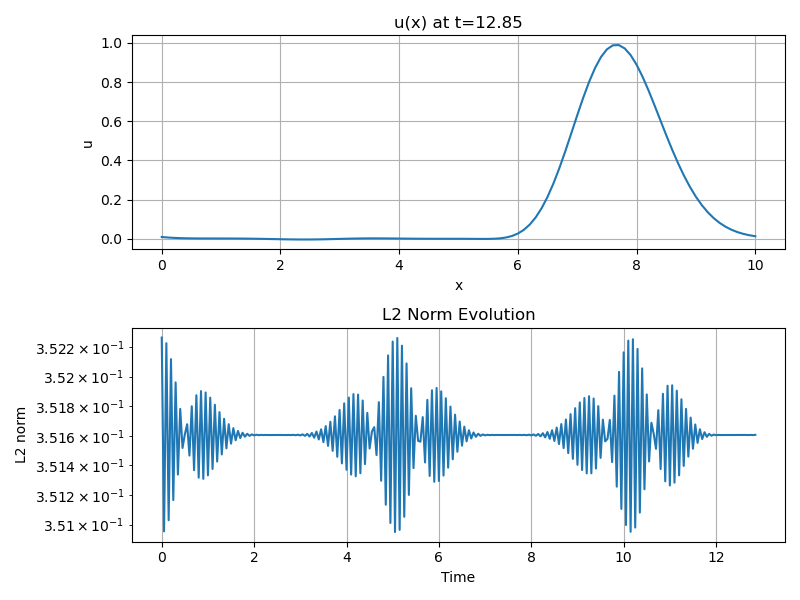 u(x) at t=12.85
1.0
0.8
0.6
0.4
0.2
0.0
u
0 2 4 6 8 10
x
L2 Norm Evolution
3.522 × 10⁻¹
3.52 × 10⁻¹
3.518 × 10⁻¹
3.516 × 10⁻¹
3.514 × 10⁻¹
3.512 × 10⁻¹
3.51 × 10⁻¹
L2 norm
0 2 4 6 8 10 12
Time